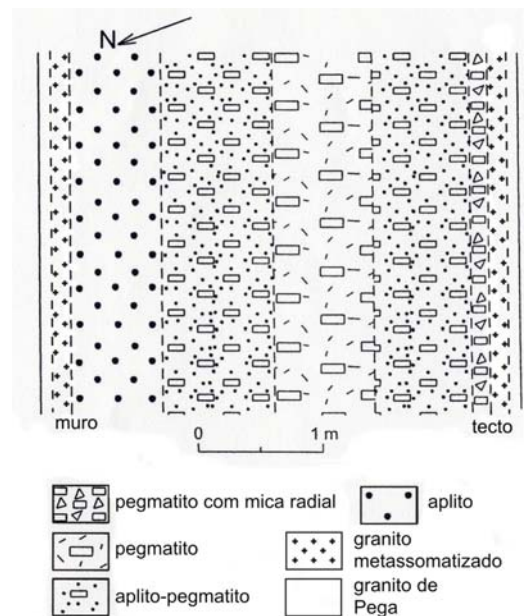 N
muro
tecto
0
1 m
pegmatito com mica radial
aplito
pegmatito
granito
metassomatizado
aplito-pegmatito
granito de
Pega